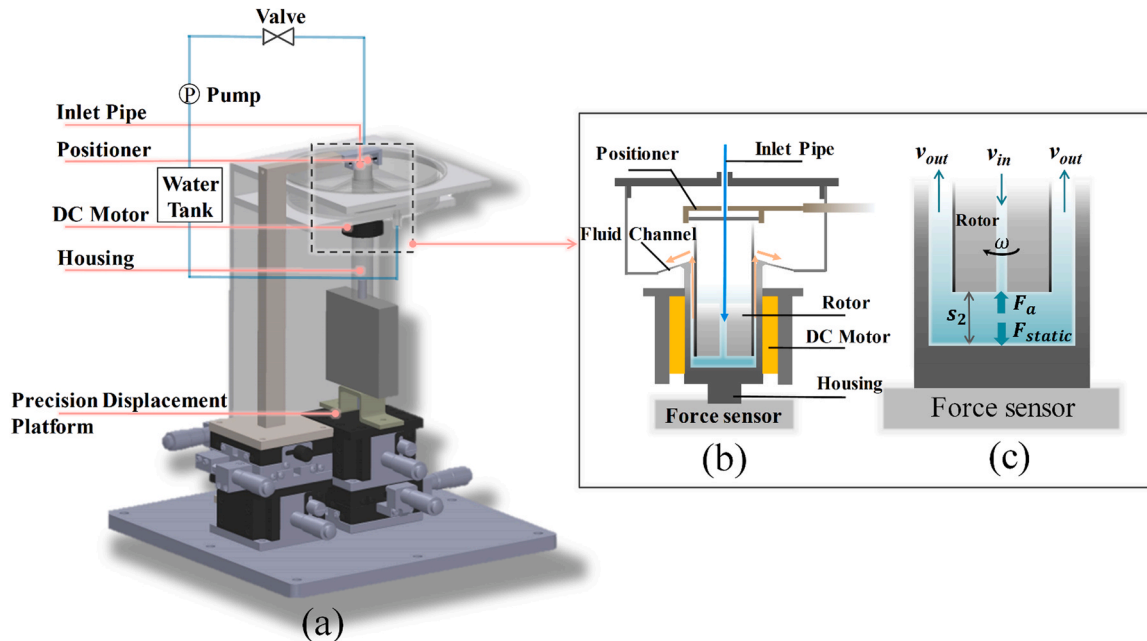 Valve
P
Pump
Inlet Pipe
Positioner
Water
Tank
DC Motor
Housing
Precision Displacement
Platform
(a)
Positioner
Inlet Pipe
Fluid Channel
Rotor
DC Motor
Housing
Force sensor
(b)
v_out
v_in
v_out
Rotor
ω
s_2
F_a
F_static
Force sensor
(c)